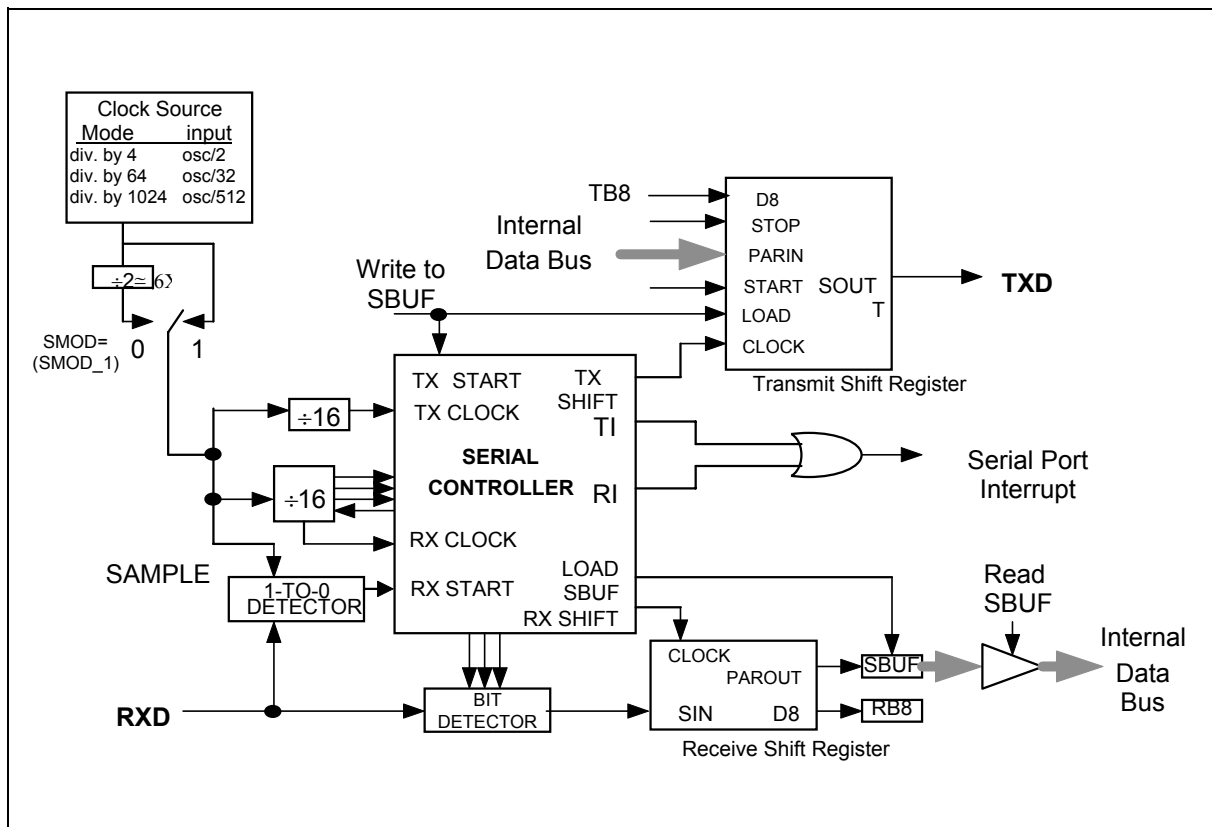 Clock Source
Mode input
div. by 4 osc/2
div. by 64 osc/32
div. by 1024 osc/512
÷2
SMOD=
(SMOD_1)
0 1
TB8
Internal
Data Bus
Write to
SBUF
D8
STOP
PARIN
START
LOAD
CLOCK
SOUT
T
TXD
Transmit Shift Register
÷16
÷16
TX START
TX CLOCK
SERIAL
CONTROLLER
RX CLOCK
RX START
TX
SHIFT
TI
RI
LOAD
SBUF
RX SHIFT
Serial Port
Interrupt
SAMPLE
1-TO-0
DETECTOR
RXD
BIT
DETECTOR
CLOCK
PAROUT
SIN D8
Receive Shift Register
SBUF
RB8
Read
SBUF
Internal
Data
Bus